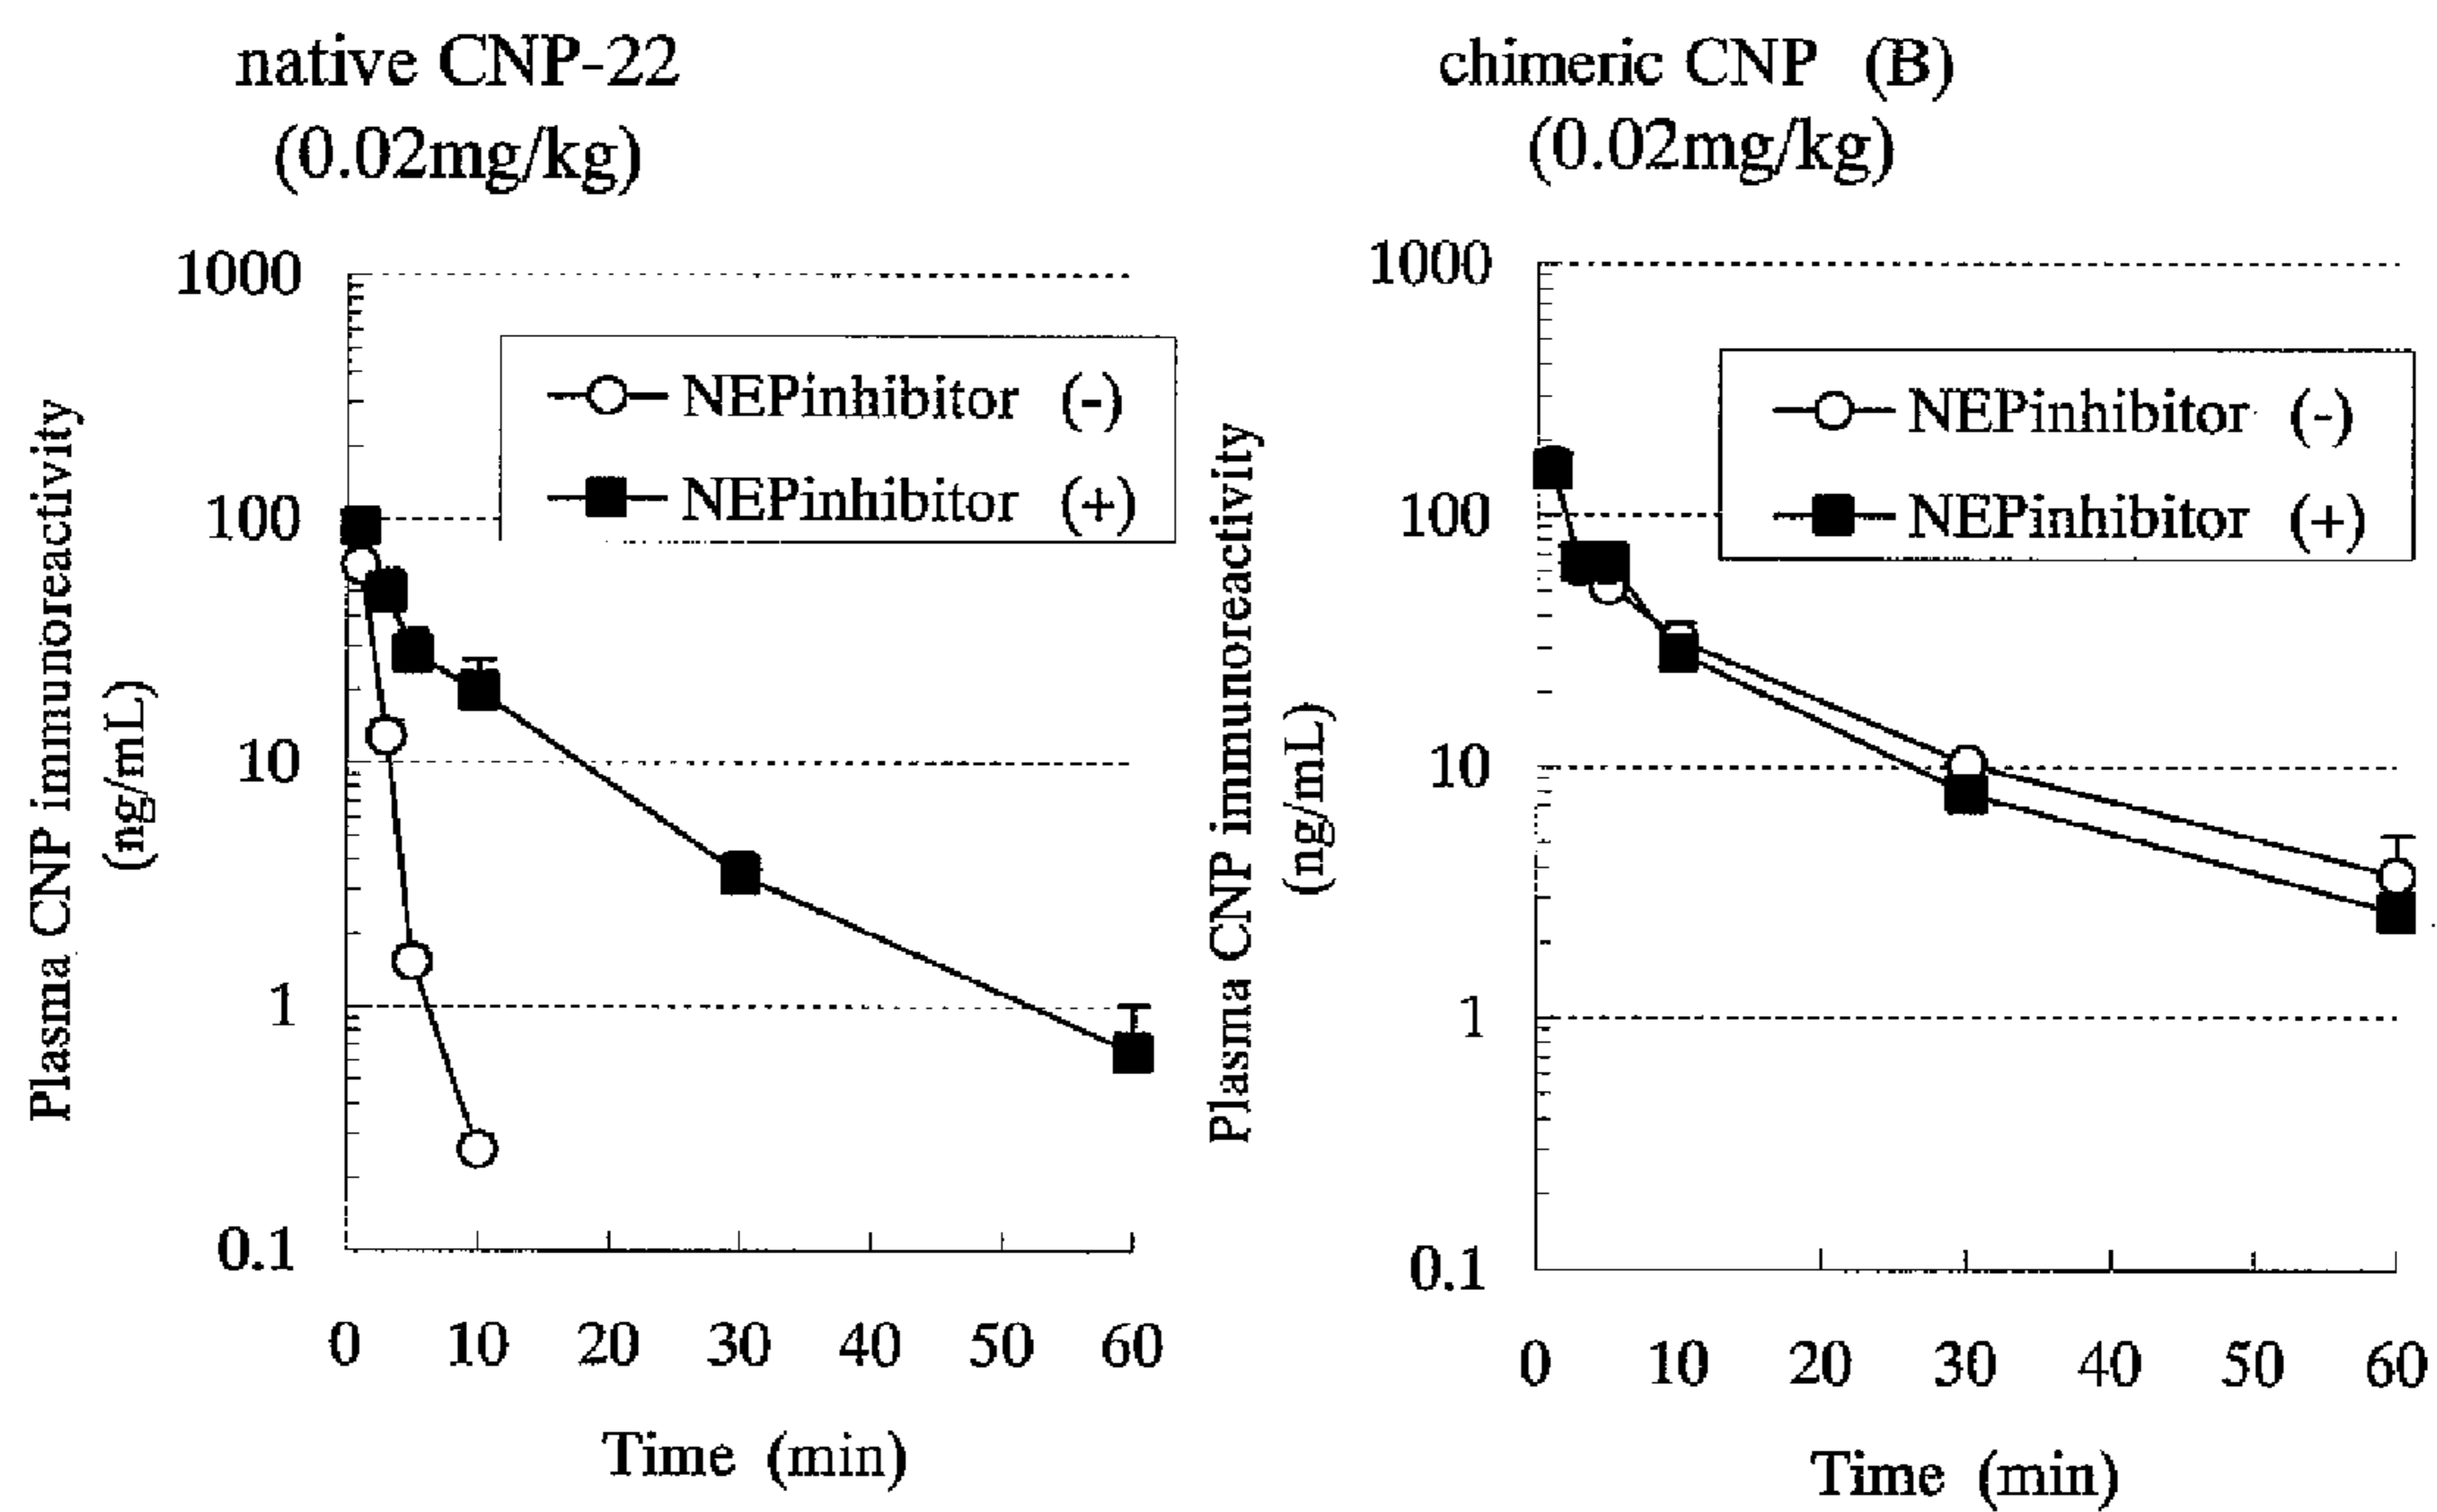 native CNP-22
(0.02mg/kg)
Plasma CNP immunoreactivity
(ng/mL)
1000
100
10
1
0.1
NEPinhibitor (-)
NEPinhibitor (+)
0 10 20 30 40 50 60
Time (min)
chimeric CNP (B)
(0.02mg/kg)
Plasma CNP immunoreactivity
(ng/mL)
1000
100
10
1
0.1
NEPinhibitor (-)
NEPinhibitor (+)
0 10 20 30 40 50 60
Time (min)